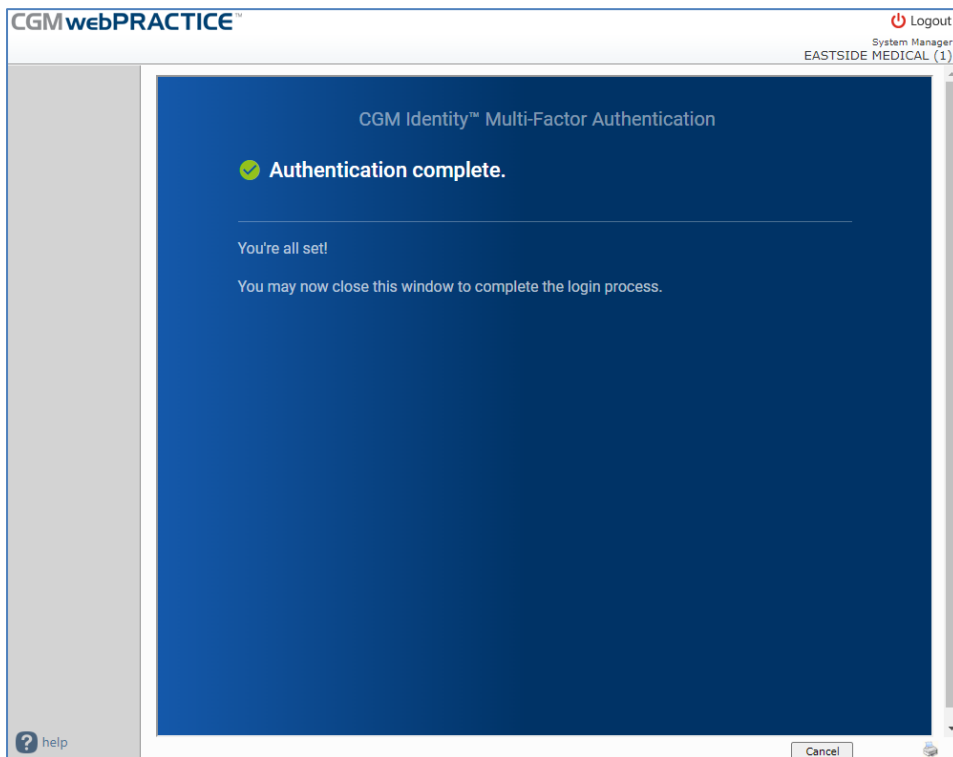 CGM webPRACTICE™
Logout
System Manager
EASTSIDE MEDICAL (1)
CGM Identity™ Multi-Factor Authentication
Authentication complete.
You're all set!
You may now close this window to complete the login process.
? help
Cancel